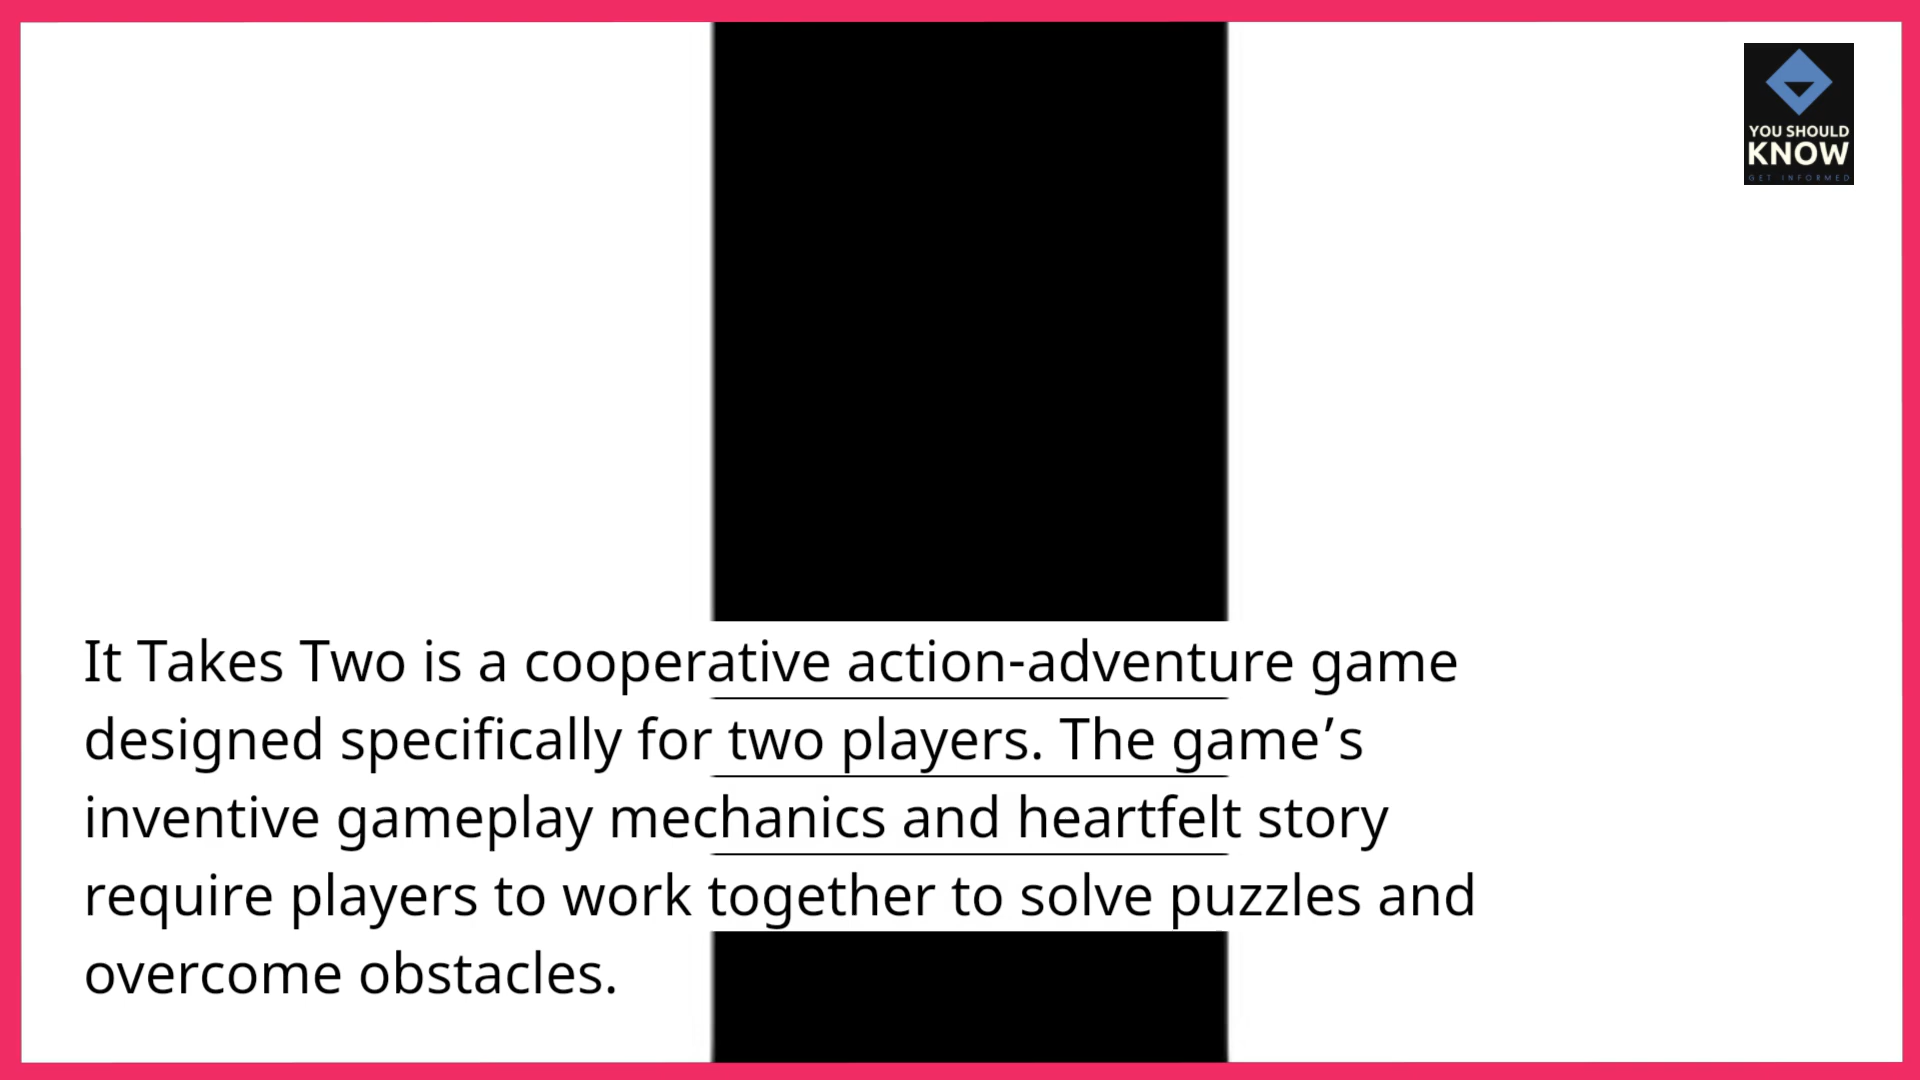 YOU SHOULD
KNOW
GET INFORMED
It Takes Two is a cooperative action-adventure game
designed specifically for two players. The game’s
inventive gameplay mechanics and heartfelt story
require players to work together to solve puzzles and
overcome obstacles.